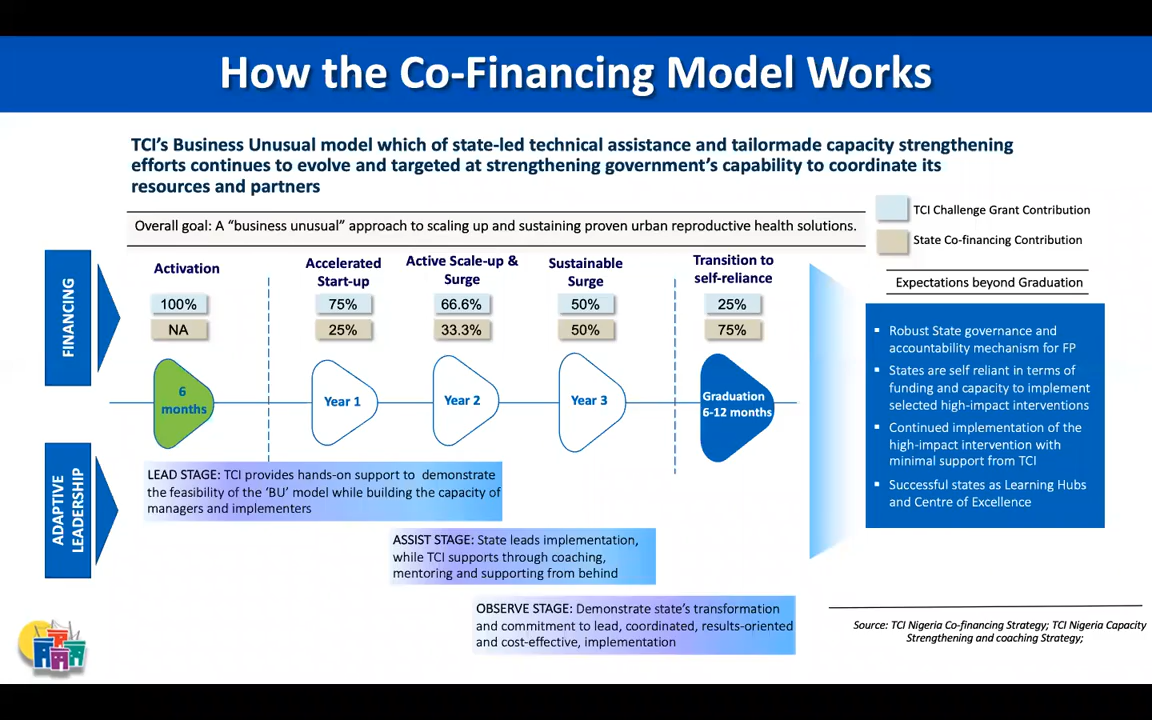 How the Co-Financing Model Works
TCI’s Business Unusual model which of state-led technical assistance and tailormade capacity strengthening
efforts continues to evolve and targeted at strengthening government’s capability to coordinate its
resources and partners
Overall goal: A “business unusual” approach to scaling up and sustaining proven urban reproductive health solutions.
TCI Challenge Grant Contribution
State Co-financing Contribution
FINANCING
Activation
100%
NA
6
months
Accelerated
Start-up
75%
25%
Year 1
Active Scale-up &
Surge
66.6%
33.3%
Year 2
Sustainable
Surge
50%
50%
Year 3
Transition to
self-reliance
25%
75%
Graduation
6-12 months
Expectations beyond Graduation
▪ Robust State governance and
accountability mechanism for FP
▪ States are self reliant in terms of
funding and capacity to implement
selected high-impact interventions
▪ Continued implementation of the
high-impact intervention with
minimal support from TCI
▪ Successful states as Learning Hubs
and Centre of Excellence
ADAPTIVE
LEADERSHIP
LEAD STAGE: TCI provides hands-on support to demonstrate
the feasibility of the ‘BU’ model while building the capacity of
managers and implementers
ASSIST STAGE: State leads implementation,
while TCI supports through coaching,
mentoring and supporting from behind
OBSERVE STAGE: Demonstrate state’s transformation
and commitment to lead, coordinated, results-oriented
and cost-effective, implementation
Source: TCI Nigeria Co-financing Strategy; TCI Nigeria Capacity
Strengthening and coaching Strategy;